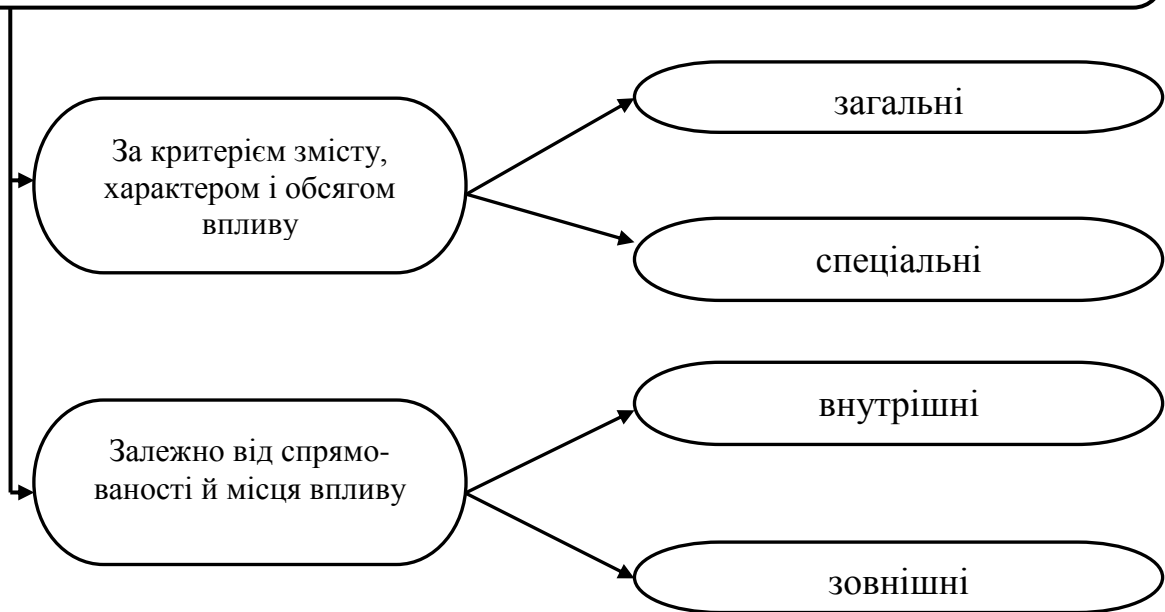 загальні
За критерієм змісту,
характером і обсягом
впливу
спеціальні
внутрішні
Залежно від спрямо-
ваності й місця впливу
зовнішні